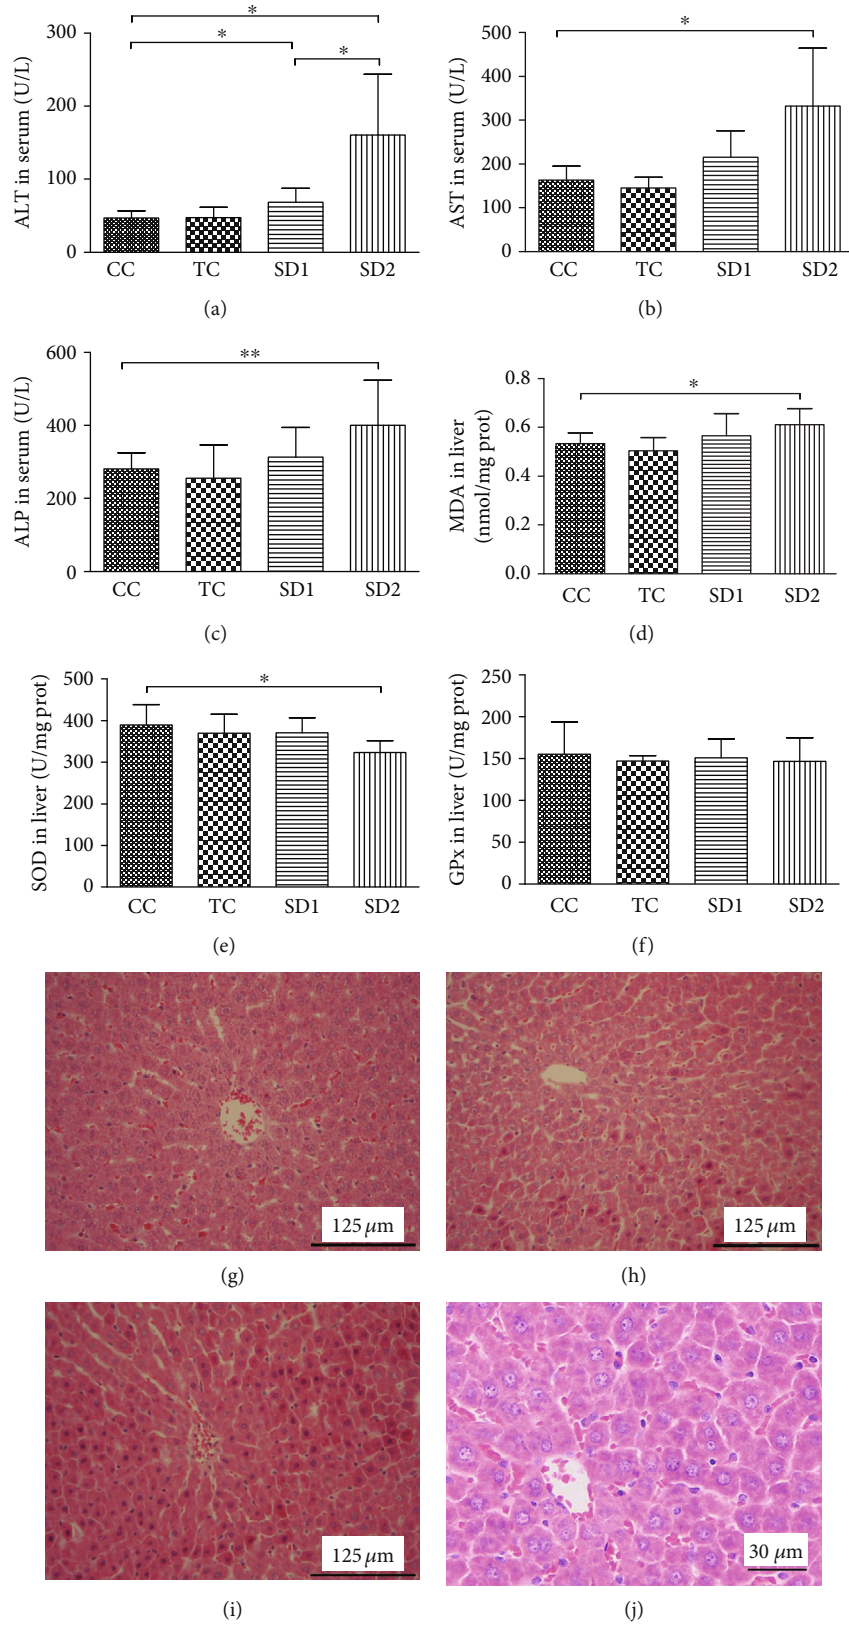 *
*
*
ALT in serum (U/L)
300
200
100
0
CC TC SD1 SD2
(a)
*
AST in serum (U/L)
500
400
300
200
100
0
CC TC SD1 SD2
(b)
**
ALP in serum (U/L)
600
400
200
0
CC TC SD1 SD2
(c)
*
MDA in liver
(nmol/mg prot)
0.8
0.6
0.4
0.2
0.0
CC TC SD1 SD2
(d)
*
SOD in liver (U/mg prot)
500
400
300
200
100
0
CC TC SD1 SD2
(e)
GPx in liver (U/mg prot)
250
200
150
100
50
0
CC TC SD1 SD2
(f)
125 μm
(g)
125 μm
(h)
125 μm
(i)
30 μm
(j)